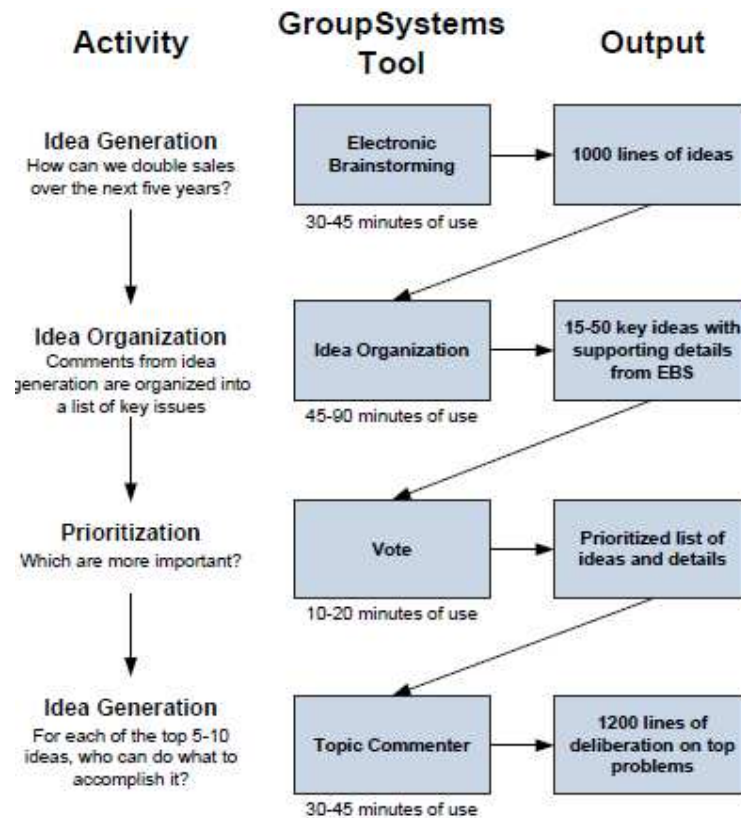 Activity
GroupSystems
Tool
Output
Idea Generation
How can we double sales
over the next five years?
Electronic
Brainstorming
30-45 minutes of use
1000 lines of ideas
Idea Organization
Comments from idea
generation are organized into
a list of key issues
Idea Organization
45-90 minutes of use
15-50 key ideas with
supporting details
from EBS
Prioritization
Which are more important?
Vote
10-20 minutes of use
Prioritized list of
ideas and details
Idea Generation
For each of the top 5-10
ideas, who can do what to
accomplish it?
Topic Commenter
30-45 minutes of use
1200 lines of
deliberation on top
problems